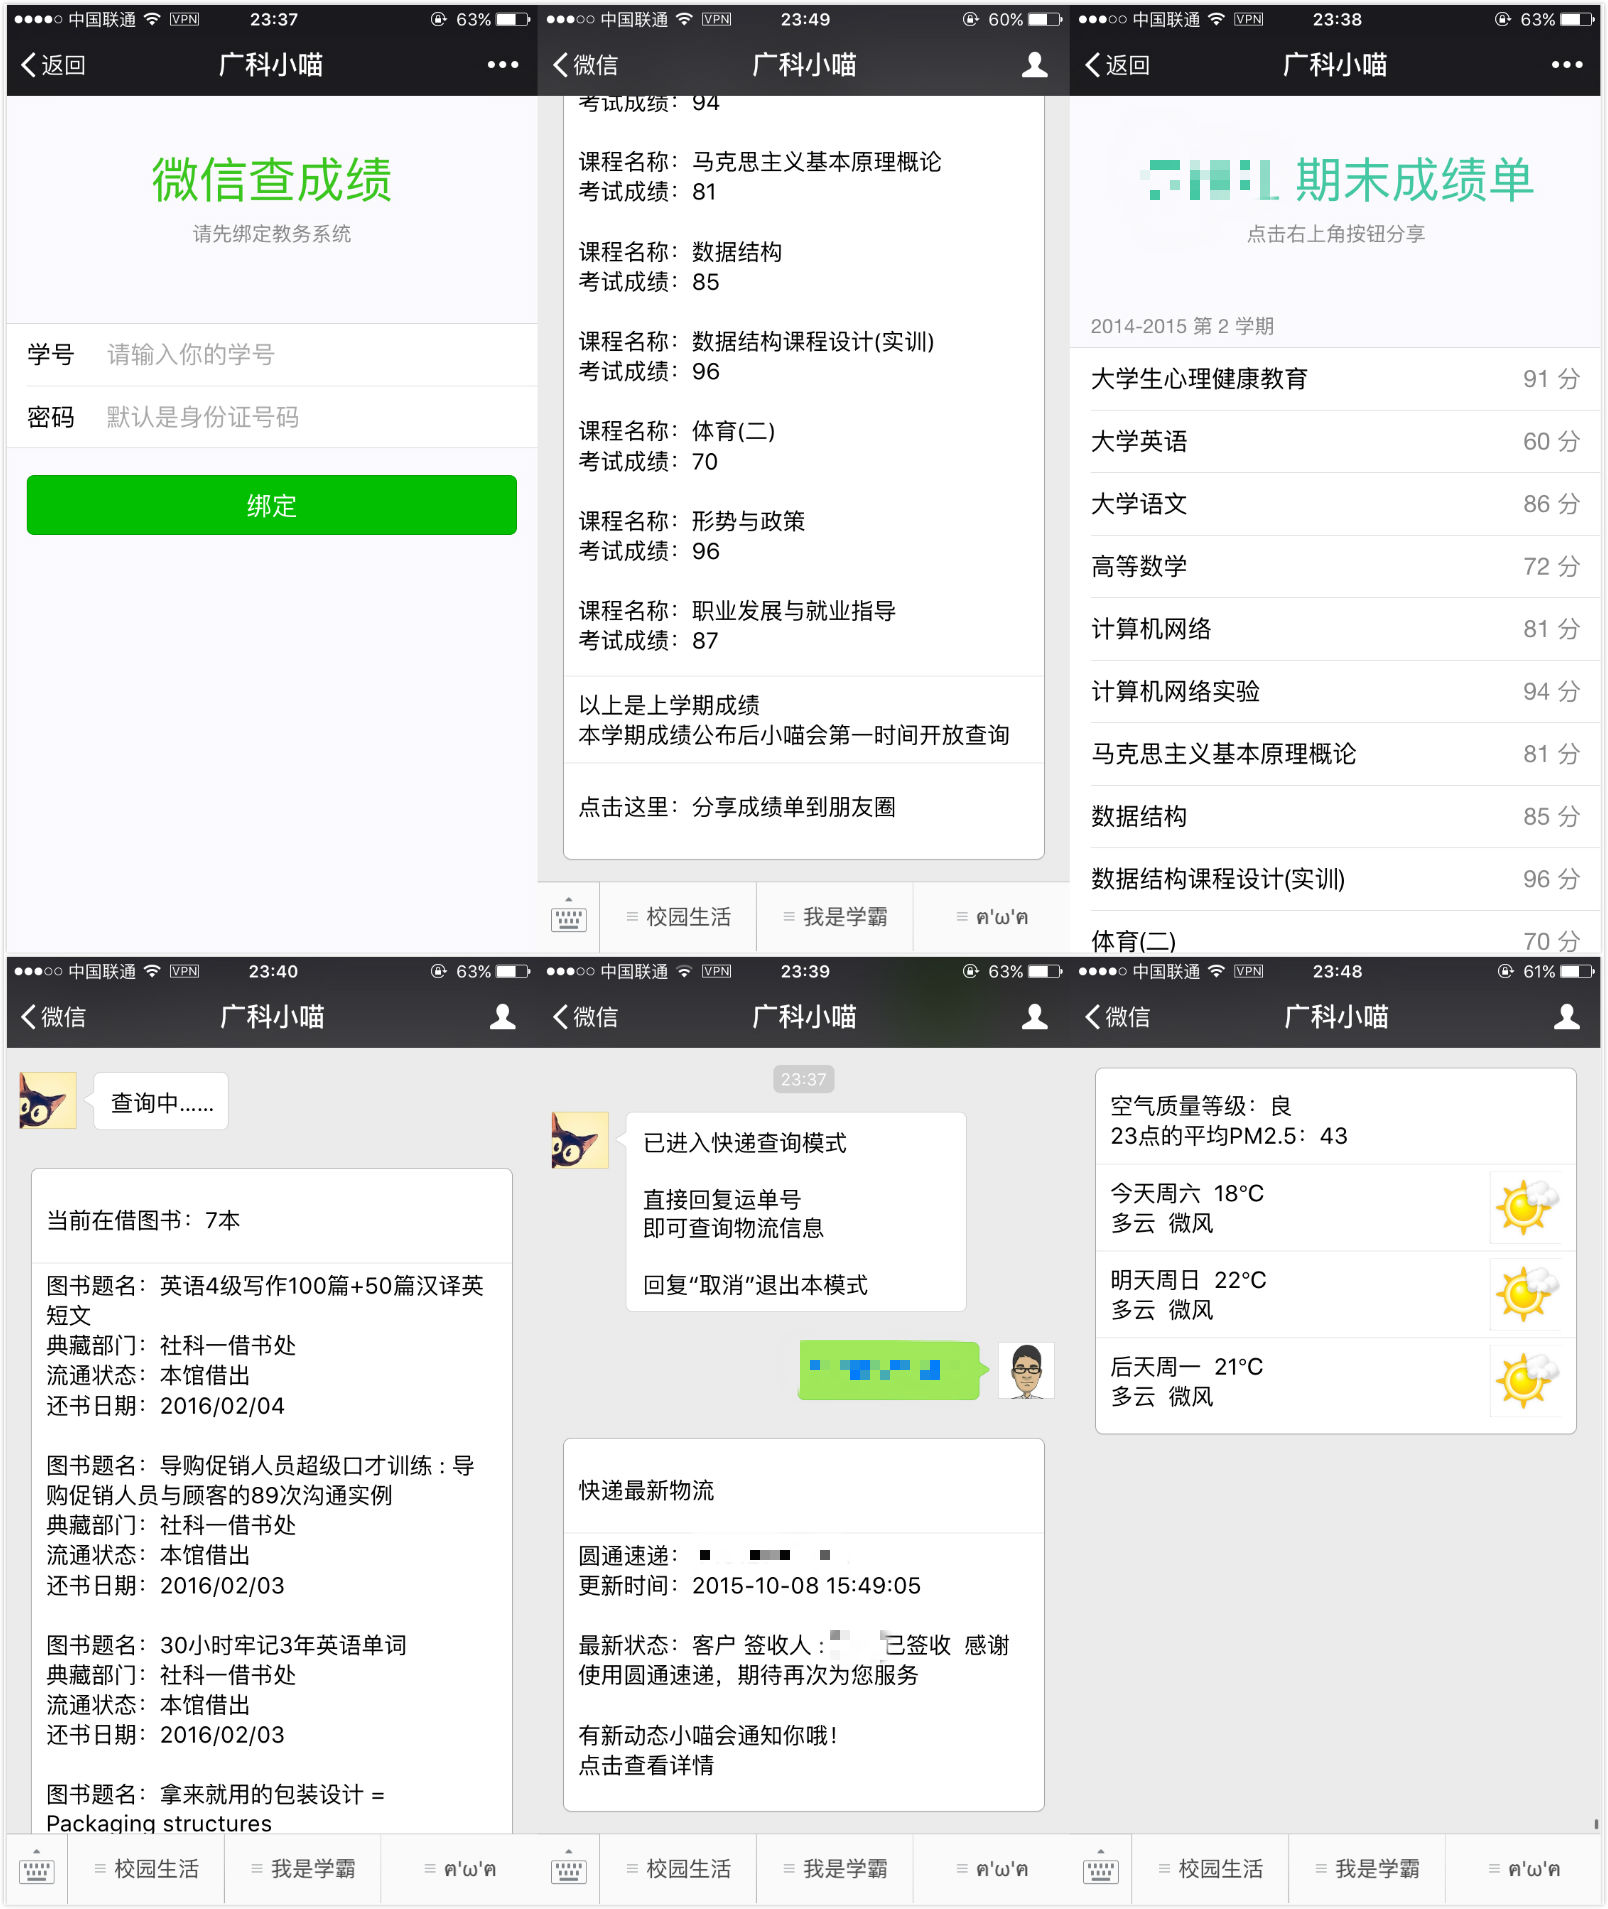 中国联通 VPN 23:37 63%
返回 广科小喵
微信查成绩
请先绑定教务系统
学号 请输入你的学号
密码 默认是身份证号码
绑定
中国联通 VPN 23:49 60%
微信 广科小喵
考试成绩：94
课程名称：马克思主义基本原理概论
考试成绩：81
课程名称：数据结构
考试成绩：85
课程名称：数据结构课程设计(实训)
考试成绩：96
课程名称：体育(二)
考试成绩：70
课程名称：形势与政策
考试成绩：96
课程名称：职业发展与就业指导
考试成绩：87
以上是上学期成绩
本学期成绩公布后小喵会第一时间开放查询
点击这里：分享成绩单到朋友圈
校园生活 我是学霸 ฅ'ω'ฅ
中国联通 VPN 23:38 63%
返回 广科小喵
期末成绩单
点击右上角按钮分享
2014-2015 第 2 学期
大学生心理健康教育 91 分
大学英语 60 分
大学语文 86 分
高等数学 72 分
计算机网络 81 分
计算机网络实验 94 分
马克思主义基本原理概论 81 分
数据结构 85 分
数据结构课程设计(实训) 96 分
体育(二) 70 分
中国联通 VPN 23:40 63%
微信 广科小喵
查询中......
当前在借图书：7本
图书题名：英语4级写作100篇+50篇汉译英
短文
典藏部门：社科一借书处
流通状态：本馆借出
还书日期：2016/02/04
图书题名：导购促销人员超级口才训练 : 导
购促销人员与顾客的89次沟通实例
典藏部门：社科一借书处
流通状态：本馆借出
还书日期：2016/02/03
图书题名：30小时牢记3年英语单词
典藏部门：社科一借书处
流通状态：本馆借出
还书日期：2016/02/03
图书题名：拿来就用的包装设计 =
Packaging structures
校园生活 我是学霸 ฅ'ω'ฅ
中国联通 VPN 23:39 63%
微信 广科小喵
23:37
已进入快递查询模式
直接回复运单号
即可查询物流信息
回复“取消”退出本模式
快递最新物流
圆通速递：
更新时间：2015-10-08 15:49:05
最新状态：客户 签收人 : 已签收 感谢
使用圆通速递，期待再次为您服务
有新动态小喵会通知你哦！
点击查看详情
校园生活 我是学霸 ฅ'ω'ฅ
中国联通 VPN 23:48 61%
微信 广科小喵
空气质量等级：良
23点的平均PM2.5：43
今天周六 18℃
多云 微风
明天周日 22℃
多云 微风
后天周一 21℃
多云 微风
校园生活 我是学霸 ฅ'ω'ฅ